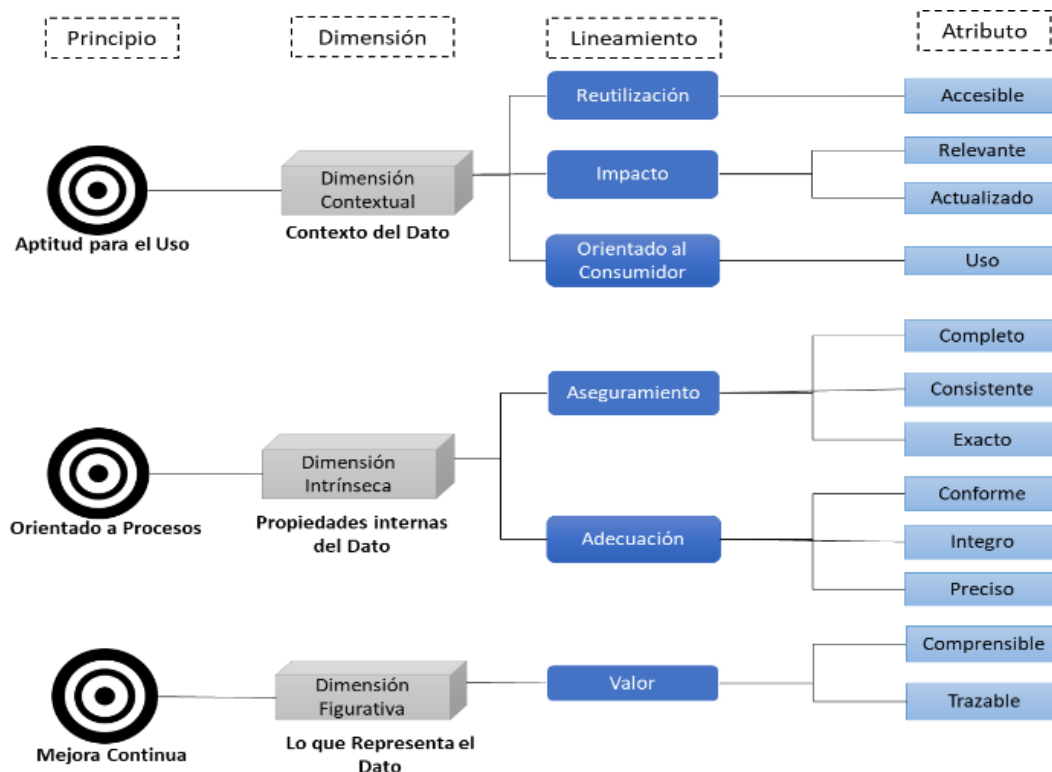 Principio
Dimensión
Lineamiento
Atributo
Reutilización
Accesible
Relevante
Dimensión
Contextual
Impacto
Actualizado
Aptitud para el Uso
Contexto del Dato
Orientado al
Consumidor
Uso
Completo
Aseguramiento
Consistente
Exacto
Dimensión
Intrínseca
Orientado a Procesos
Propiedades internas
del Dato
Conforme
Adecuación
Integro
Preciso
Comprensible
Dimensión
Figurativa
Valor
Trazable
Mejora Continua
Lo que Representa el
Dato